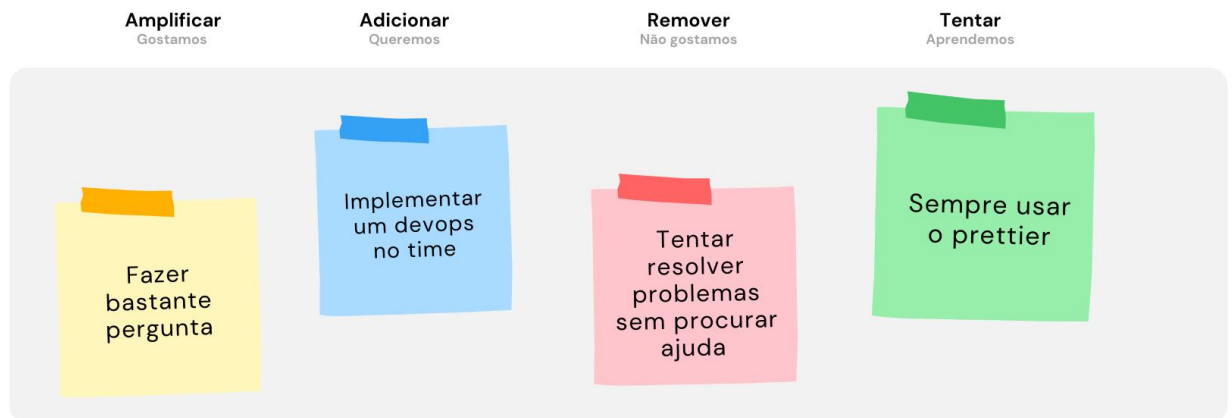 Amplificar
Gostamos
Adicionar
Queremos
Remover
Não gostamos
Tentar
Aprendemos
Fazer
bastante
pergunta
Implementar
um devops
no time
Tentar
resolver
problemas
sem procurar
ajuda
Sempre usar
o prettier